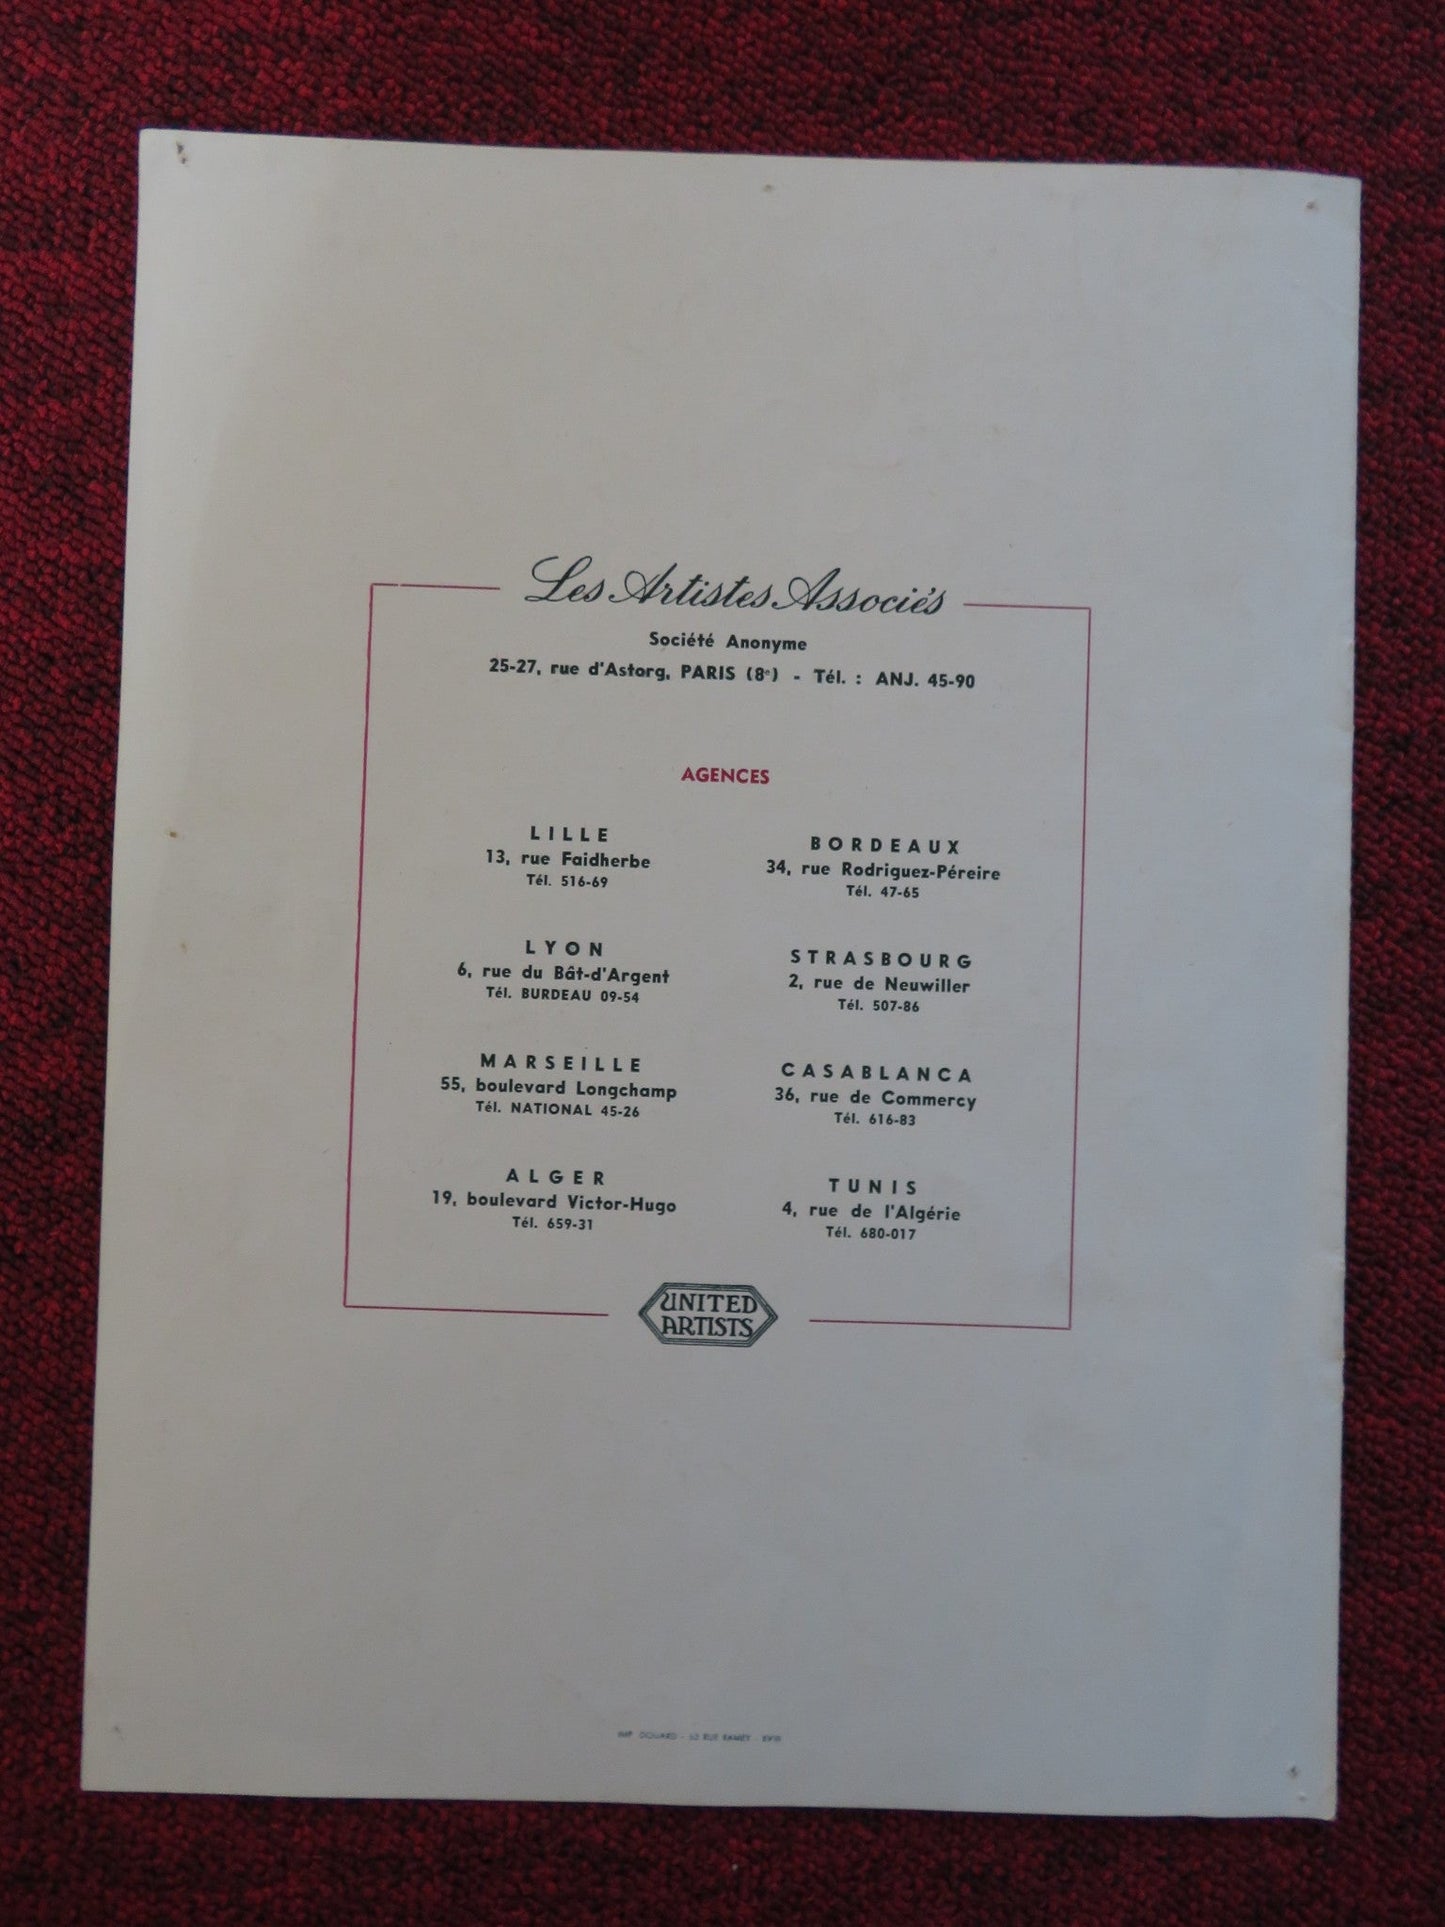 Les Artistes Associés
Société Anonyme
25-27, rue d'Astorg, PARIS (8e) - Tél. : ANJ. 45-90
AGENCES
LILLE
13, rue Faidherbe
Tél. 516-69
BORDEAUX
34, rue Rodriguez-Péreire
Tél. 47-65
LYON
6, rue du Bât-d'Argent
Tél. BURDEAU 09-54
STRASBOURG
2, rue de Neuwiller
Tél. 507-86
MARSEILLE
55, boulevard Longchamp
Tél. NATIONAL 45-26
CASABLANCA
36, rue de Commercy
Tél. 616-83
ALGER
19, boulevard Victor-Hugo
Tél. 659-31
TUNIS
4, rue de l'Algérie
Tél. 680-017
UNITED
ARTISTS
IMP RUE RAMEY